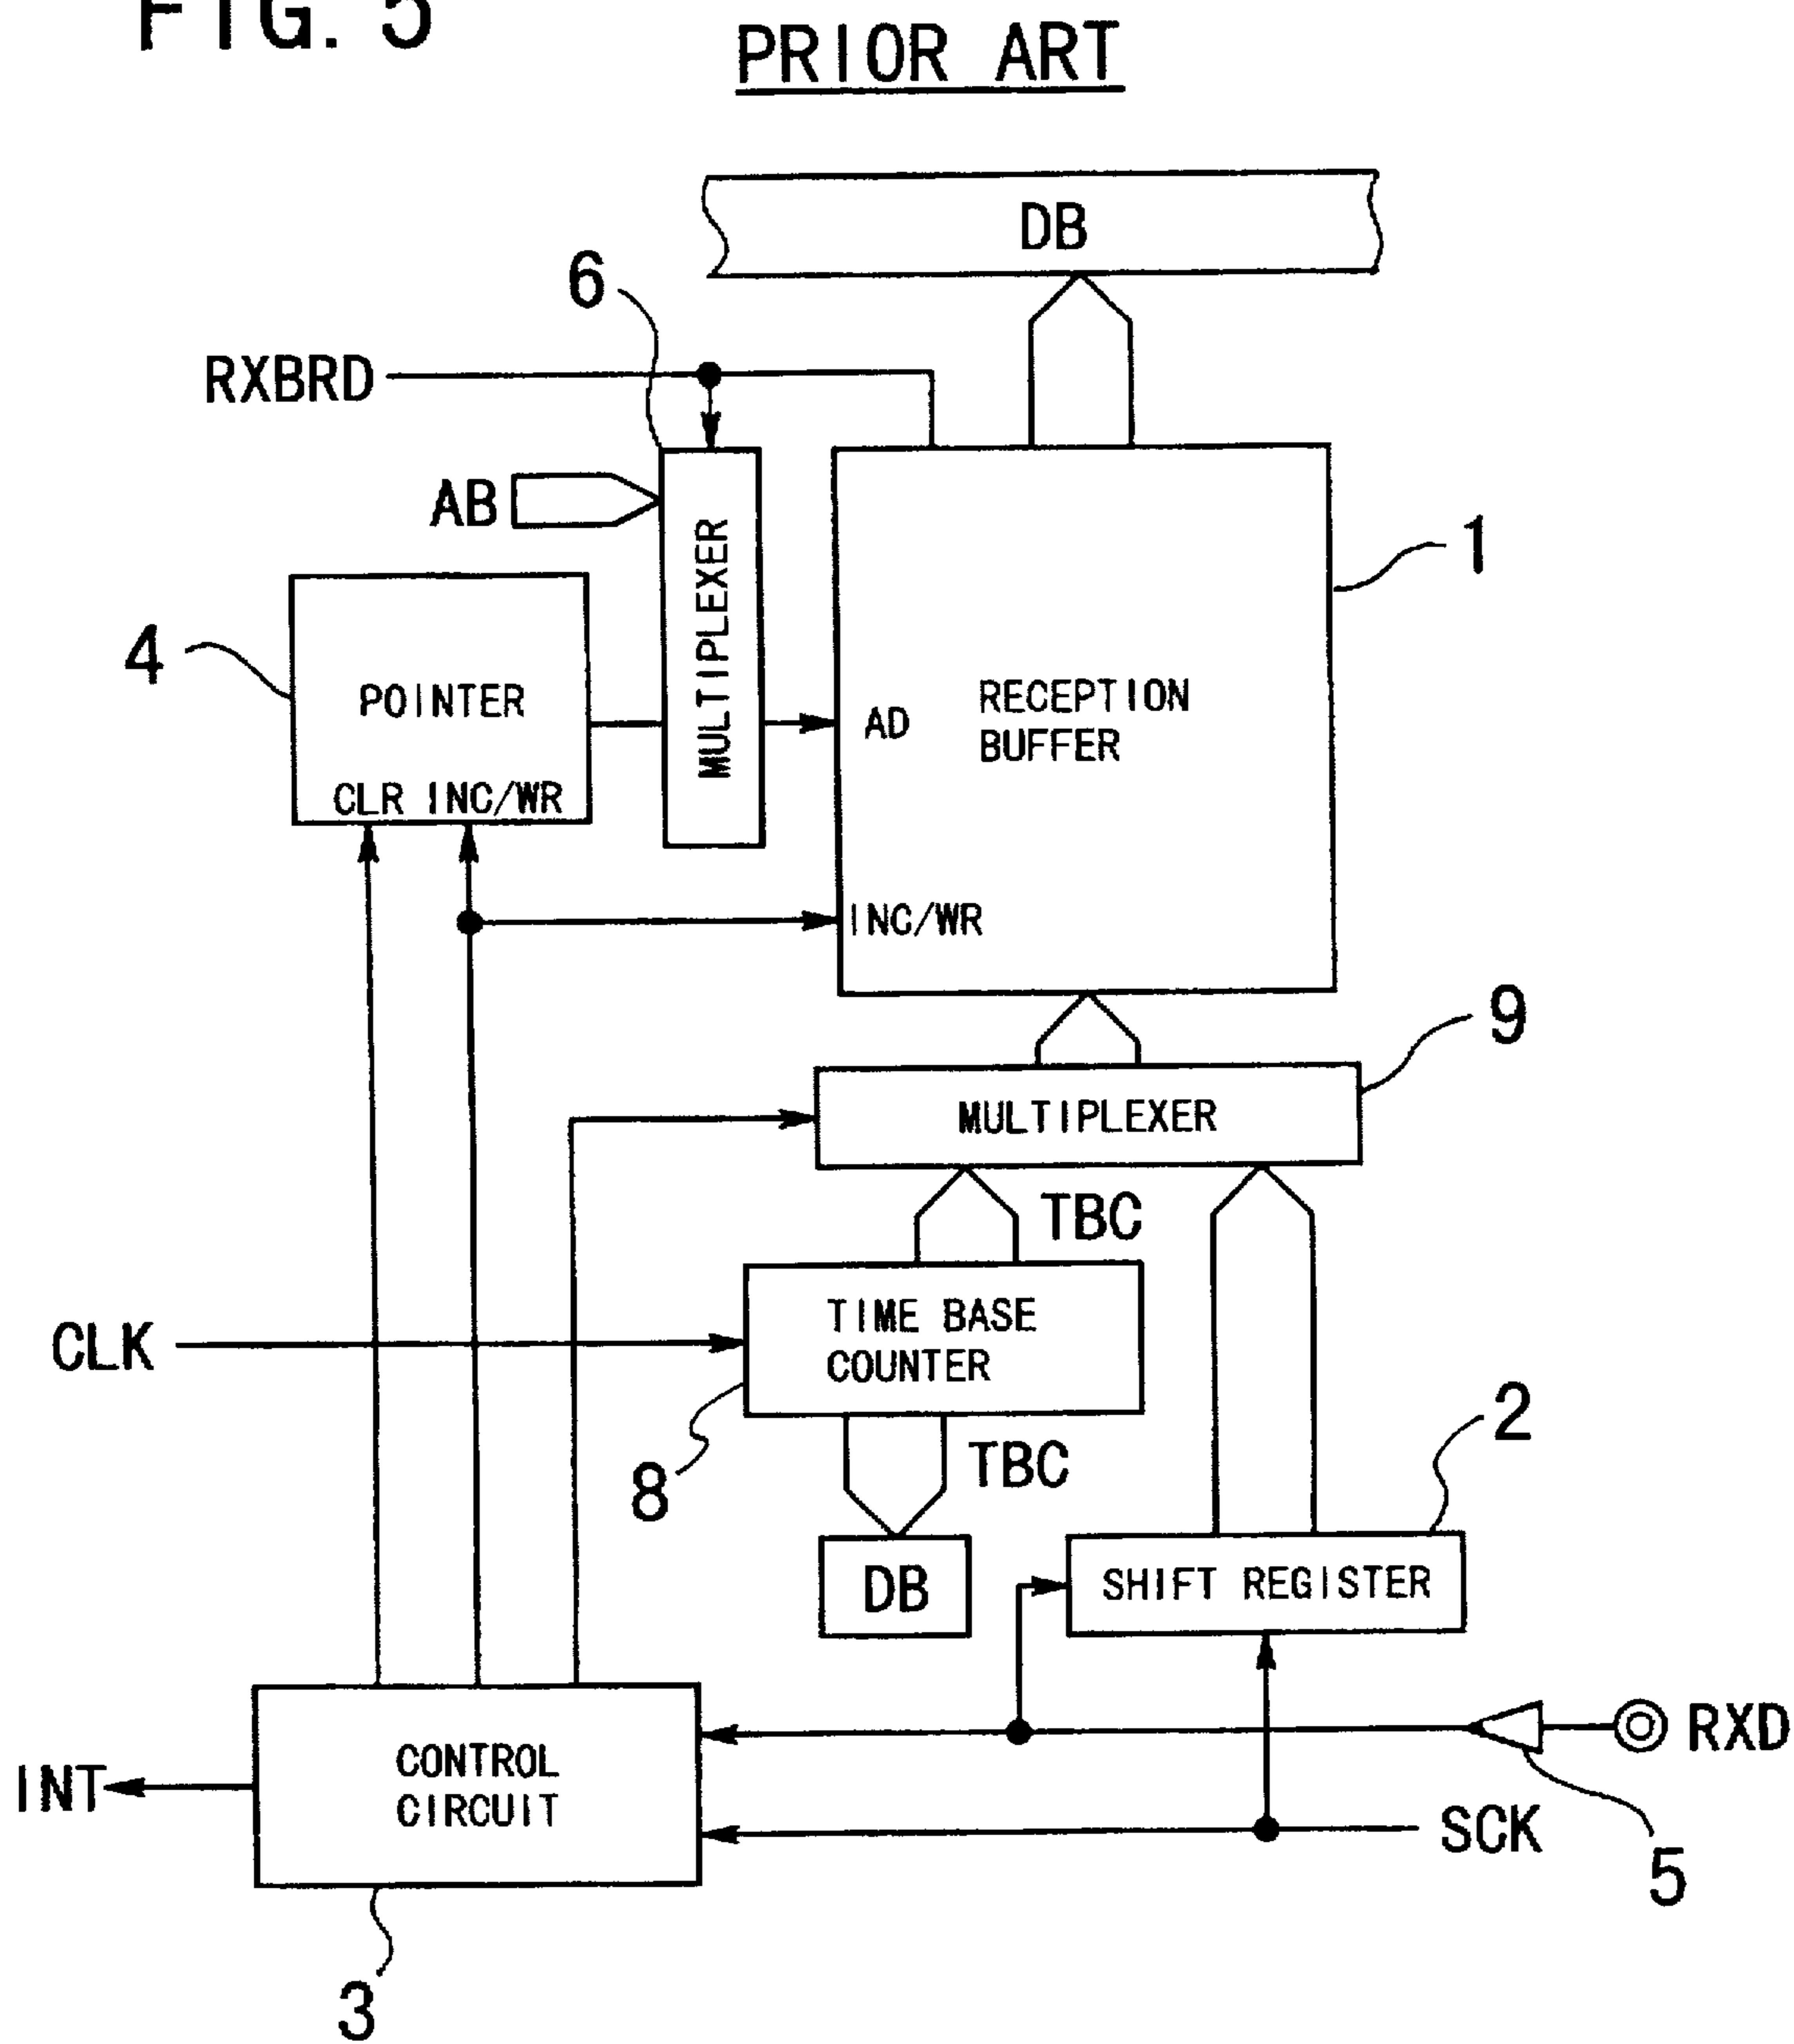 FIG. 5
PRIOR ART
DB
6
RXBRD
AB
MULTIPLEXER
1
4
POINTER
CLR INC/WR
AD
RECEPTION
BUFFER
INC/WR
9
MULTIPLEXER
TBC
CLK
TIME BASE
COUNTER
8
TBC
2
DB
SHIFT REGISTER
RXD
INT
CONTROL
CIRCUIT
SCK
5
3